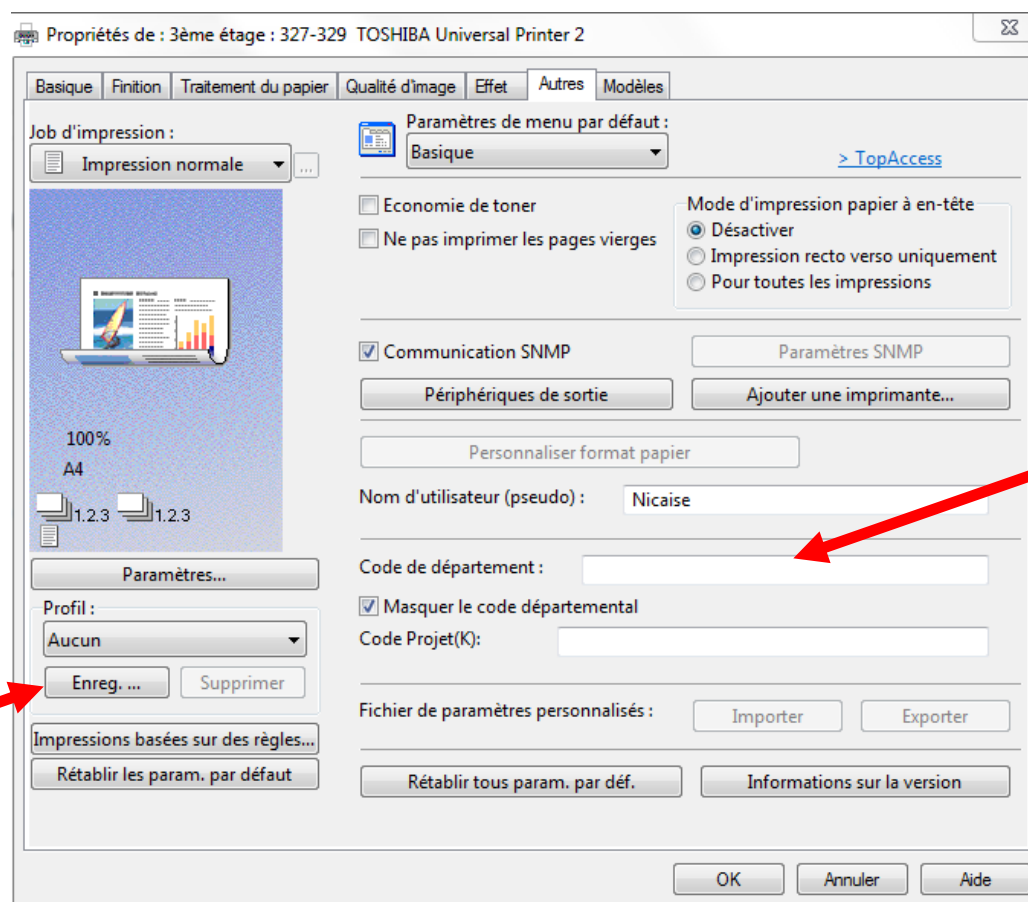 Propriétés de : 3ème étage : 327-329 TOSHIBA Universal Printer 2
Basique Finition Traitement du papier Qualité d'image Effet Autres Modèles
Job d'impression :
Impression normale
...
100%
A4
1.2.3 1.2.3
Paramètres...
Profil :
Aucun
Enreg. ... Supprimer
Impressions basées sur des règles...
Rétablir les param. par défaut
Paramètres de menu par défaut :
Basique
> TopAccess
Economie de toner
Ne pas imprimer les pages vierges
Mode d'impression papier à en-tête
Désactiver
Impression recto verso uniquement
Pour toutes les impressions
Communication SNMP
Paramètres SNMP
Périphériques de sortie
Ajouter une imprimante...
Personnaliser format papier
Nom d'utilisateur (pseudo) : Nicaise
Code de département :
Masquer le code départemental
Code Projet(K):
Fichier de paramètres personnalisés : Importer Exporter
Rétablir tous param. par déf. Informations sur la version
OK Annuler Aide